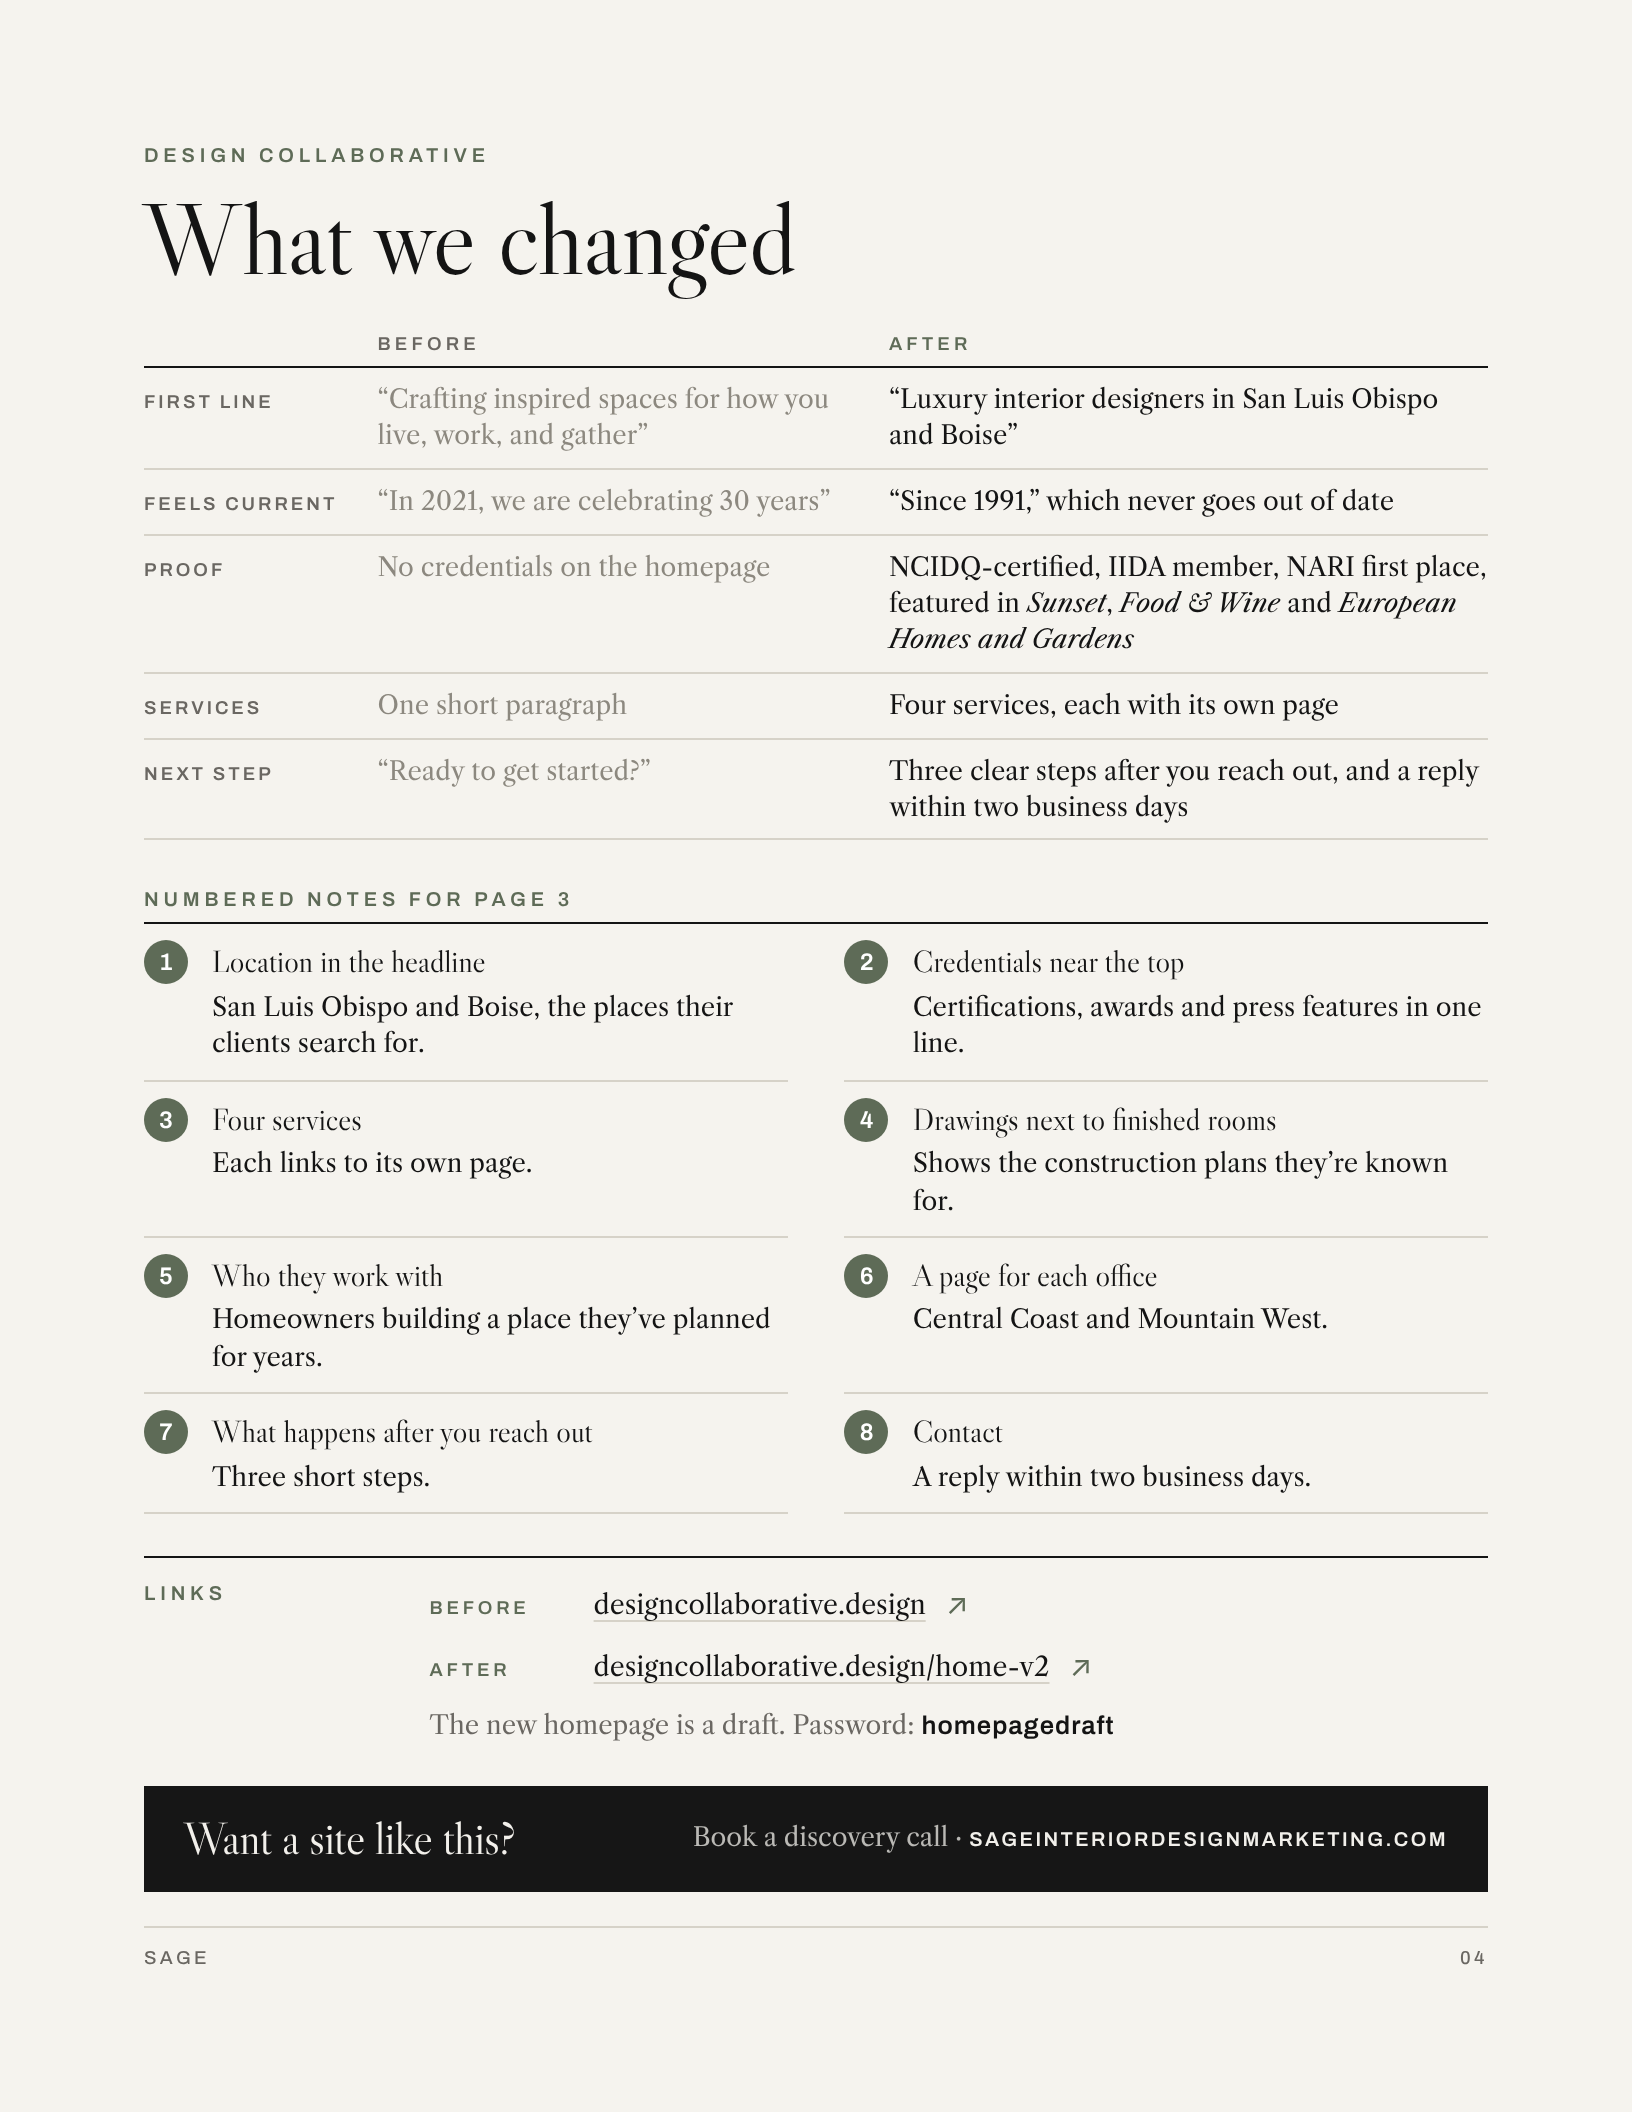 DESIGN COLLABORATIVE
What we changed
BEFORE AFTER
FIRST LINE “Crafting inspired spaces for how you “Luxury interior designers in San Luis Obispo
live, work, and gather” and Boise”
FEELS CURRENT “In 2021, we are celebrating 30 years” “Since 1991,” which never goes out of date
PROOF No credentials on the homepage NCIDQ-certified, IIDA member, NARI first place,
featured in Sunset, Food & Wine and European
Homes and Gardens
SERVICES One short paragraph Four services, each with its own page
NEXT STEP “Ready to get started?” Three clear steps after you reach out, and a reply
within two business days
NUMBERED NOTES FOR PAGE 3
1 Location in the headline
San Luis Obispo and Boise, the places their
clients search for.
2 Credentials near the top
Certifications, awards and press features in one
line.
3 Four services
Each links to its own page.
4 Drawings next to finished rooms
Shows the construction plans they’re known
for.
5 Who they work with
Homeowners building a place they’ve planned
for years.
6 A page for each office
Central Coast and Mountain West.
7 What happens after you reach out
Three short steps.
8 Contact
A reply within two business days.
LINKS
BEFORE designcollaborative.design ↗
AFTER designcollaborative.design/home-v2 ↗
The new homepage is a draft. Password: homepagedraft
Want a site like this? Book a discovery call · SAGEINTERIORDESIGNMARKETING.COM
SAGE 04